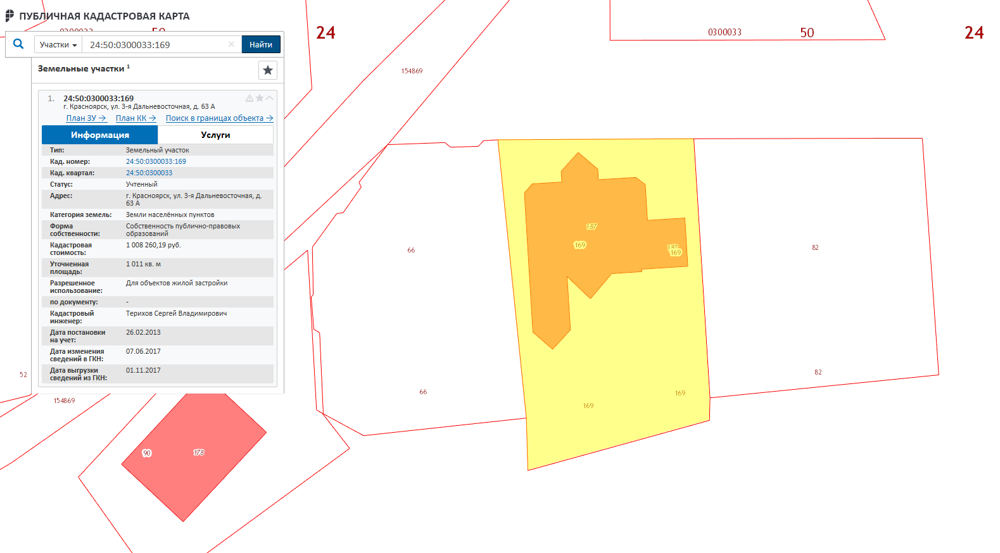 ПУБЛИЧНАЯ КАДАСТРОВАЯ КАРТА
Участки
24:50:0300033:169
Найти
Земельные участки 1
1.
24:50:0300033:169
г. Красноярск, ул. 3-я Дальневосточная, д. 63 А
План ЗУ →
План КК →
Поиск в границах объекта →
Информация
Услуги
Тип: Земельный участок
Кад. номер: 24:50:0300033:169
Кад. квартал: 24:50:0300033
Статус: Учтенный
Адрес: г. Красноярск, ул. 3-я Дальневосточная, д.
63 А
Категория земель: Земли населённых пунктов
Форма Собственность публично-правовых
собственности: образований
Кадастровая 1 008 260,19 руб.
стоимость:
Уточненная 1 011 кв. м
площадь:
Разрешенное Для объектов жилой застройки
использование:
по документу: -
Кадастровый Терихов Сергей Владимирович
инженер:
Дата постановки 26.02.2013
на учет:
Дата изменения 07.06.2017
сведений в ГКН:
Дата выгрузки 01.11.2017
сведений из ГКН:
24
0300033
50
24
154869
66
187
169
187
169
82
82
66
169
169
52
154869
90
178